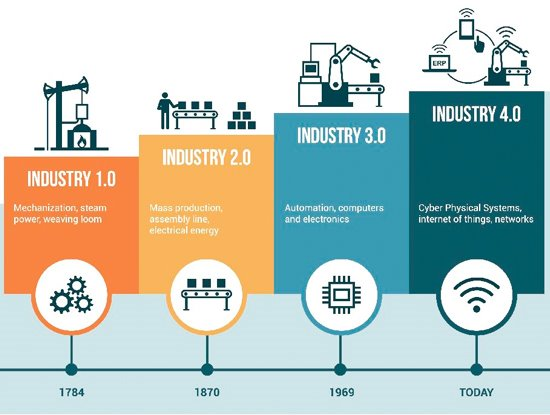 ERP
INDUSTRY 1.0
Mechanization, steam
power, weaving loom
INDUSTRY 2.0
Mass production,
assembly line,
electrical energy
INDUSTRY 3.0
Automation, computers
and electronics
INDUSTRY 4.0
Cyber Physical Systems,
internet of things, networks
1784
1870
1969
TODAY